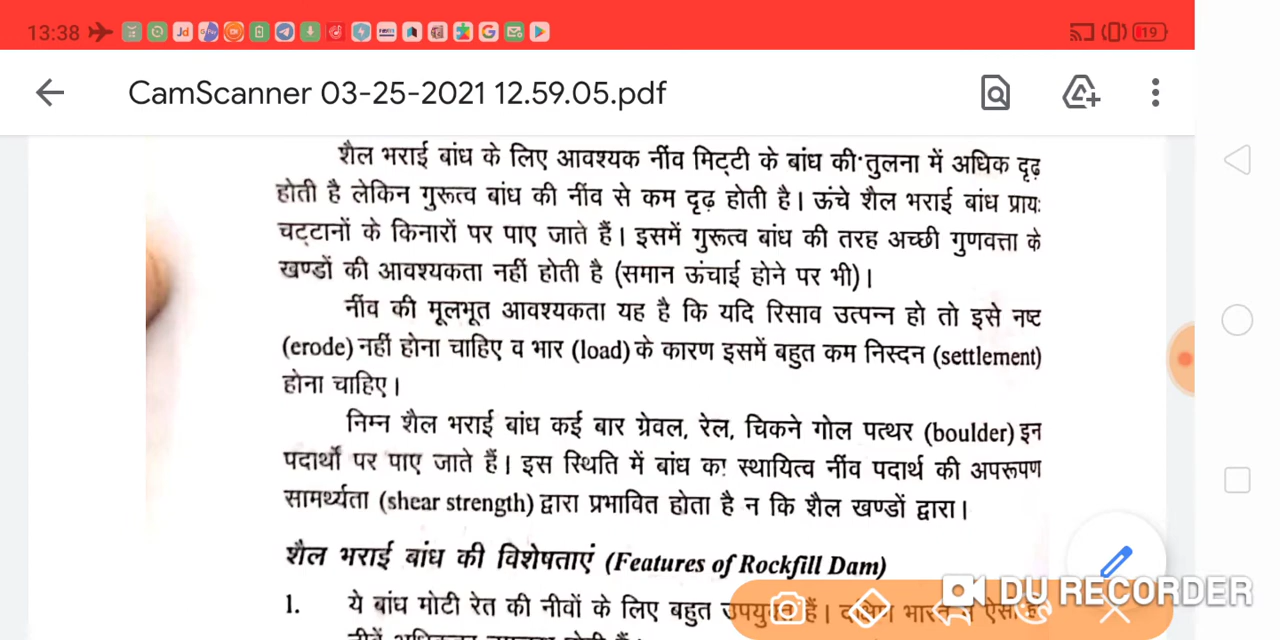 13:38
19
CamScanner 03-25-2021 12.59.05.pdf
शैल भराई बांध के लिए आवश्यक नींव मिट्टी के बांध की तुलना में अधिक दृढ़
होती है लेकिन गुरूत्व बांध की नींव से कम दृढ़ होती है। ऊंचे शैल भराई बांध प्रायः
चट्टानों के किनारों पर पाए जाते हैं। इसमें गुरूत्व बांध की तरह अच्छी गुणवत्ता के
खण्डों की आवश्यकता नहीं होती है (समान ऊंचाई होने पर भी)।
नींव की मूलभूत आवश्यकता यह है कि यदि रिसाव उत्पन्न हो तो इसे नष्ट
(erode) नहीं होना चाहिए व भार (load) के कारण इसमें बहुत कम निस्दन (settlement)
होना चाहिए।
निम्न शैल भराई बांध कई बार ग्रेवल, रेल, चिकने गोल पत्थर (boulder) इन
पदार्थों पर पाए जाते हैं। इस स्थिति में बांध का स्थायित्व नींव पदार्थ की अपरूपण
सामर्थ्यता (shear strength) द्वारा प्रभावित होता है न कि शैल खण्डों द्वारा।
शैल भराई बांध की विशेषताएं (Features of Rockfill Dam)
1. ये बांध मोटी रेत की नीवों के लिए बहुत उपयुक्त हैं। दक्षिण भारत
DU RECORDER